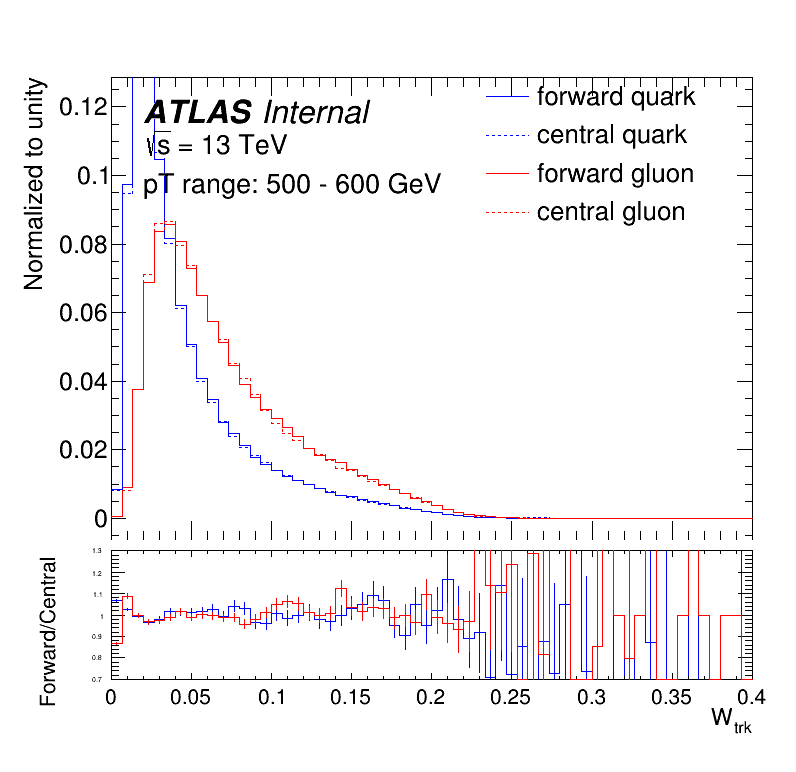 Normalized to unity
0.12
0.1
0.08
0.06
0.04
0.02
0
ATLAS Internal
√s = 13 TeV
pT range: 500 - 600 GeV
forward quark
central quark
forward gluon
central gluon
Forward/Central
1.3
1.2
1.1
1
0.9
0.8
0.7
0 0.05 0.1 0.15 0.2 0.25 0.3 0.35 0.4
W_trk